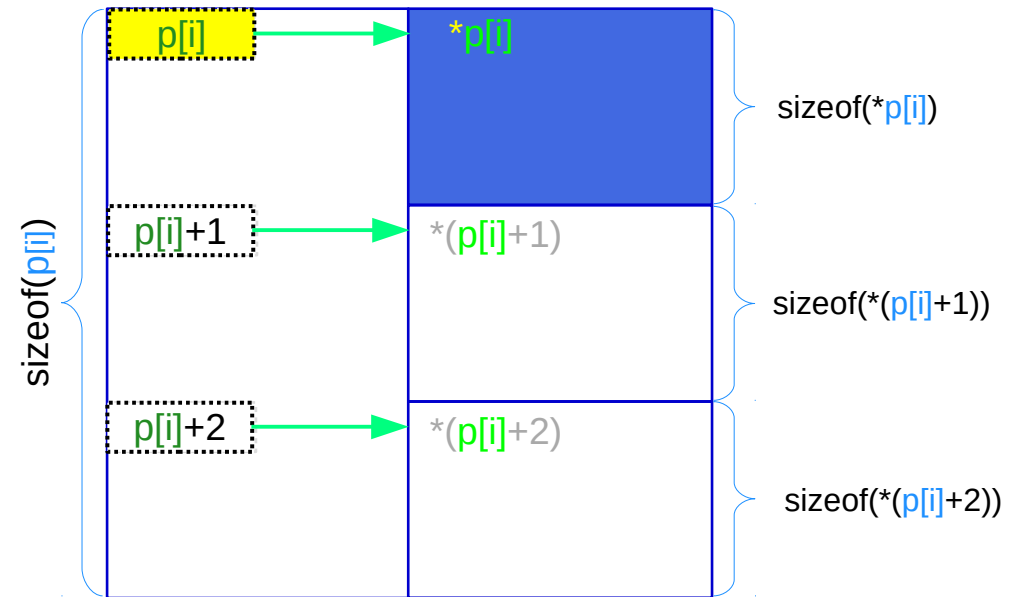 p[i]
*p[i]
sizeof(*p[i])
sizeof(p[i])
p[i]+1
*(p[i]+1)
sizeof(*(p[i]+1))
p[i]+2
*(p[i]+2)
sizeof(*(p[i]+2))